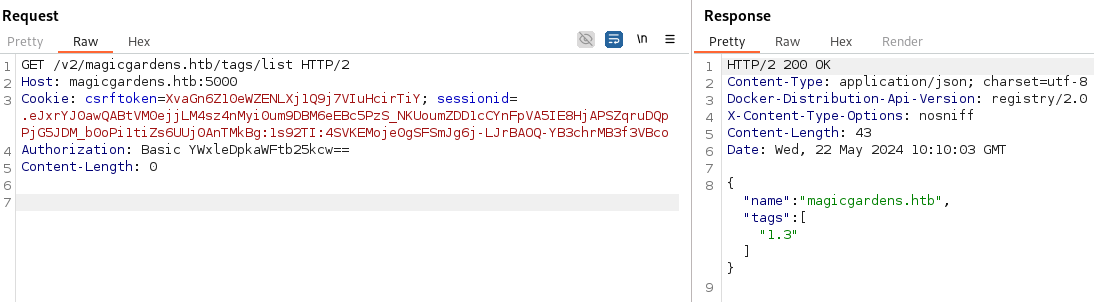 Request
Pretty Raw Hex
\n
1 GET /v2/magicgardens.htb/tags/list HTTP/2
2 Host: magicgardens.htb:5000
3 Cookie: csrftoken=XvaGn6Z10eWZENLXj1Q9j7VIuHcirTiY; sessionid=
.eJxrYJ0awQABtVM0ejjLM4sz4nMyi0um9DBM6eEBc5PzS_NKUoumZDD1cCYnFpVA5IE8HjAPSZqruDQp
PjG5JDM_b0oPi1tiZs6UUj0AnTMkBg:1s92TI:4SVKEMoje0gSFSmJg6j-LJrBAOQ-YB3chrMB3f3VBco
4 Authorization: Basic YWxleDpkaWFtb25kcw==
5 Content-Length: 0
6
7
Response
Pretty Raw Hex Render
1 HTTP/2 200 OK
2 Content-Type: application/json; charset=utf-8
3 Docker-Distribution-Api-Version: registry/2.0
4 X-Content-Type-Options: nosniff
5 Content-Length: 43
6 Date: Wed, 22 May 2024 10:10:03 GMT
7
8 {
"name":"magicgardens.htb",
"tags":[
"1.3"
]
}
9